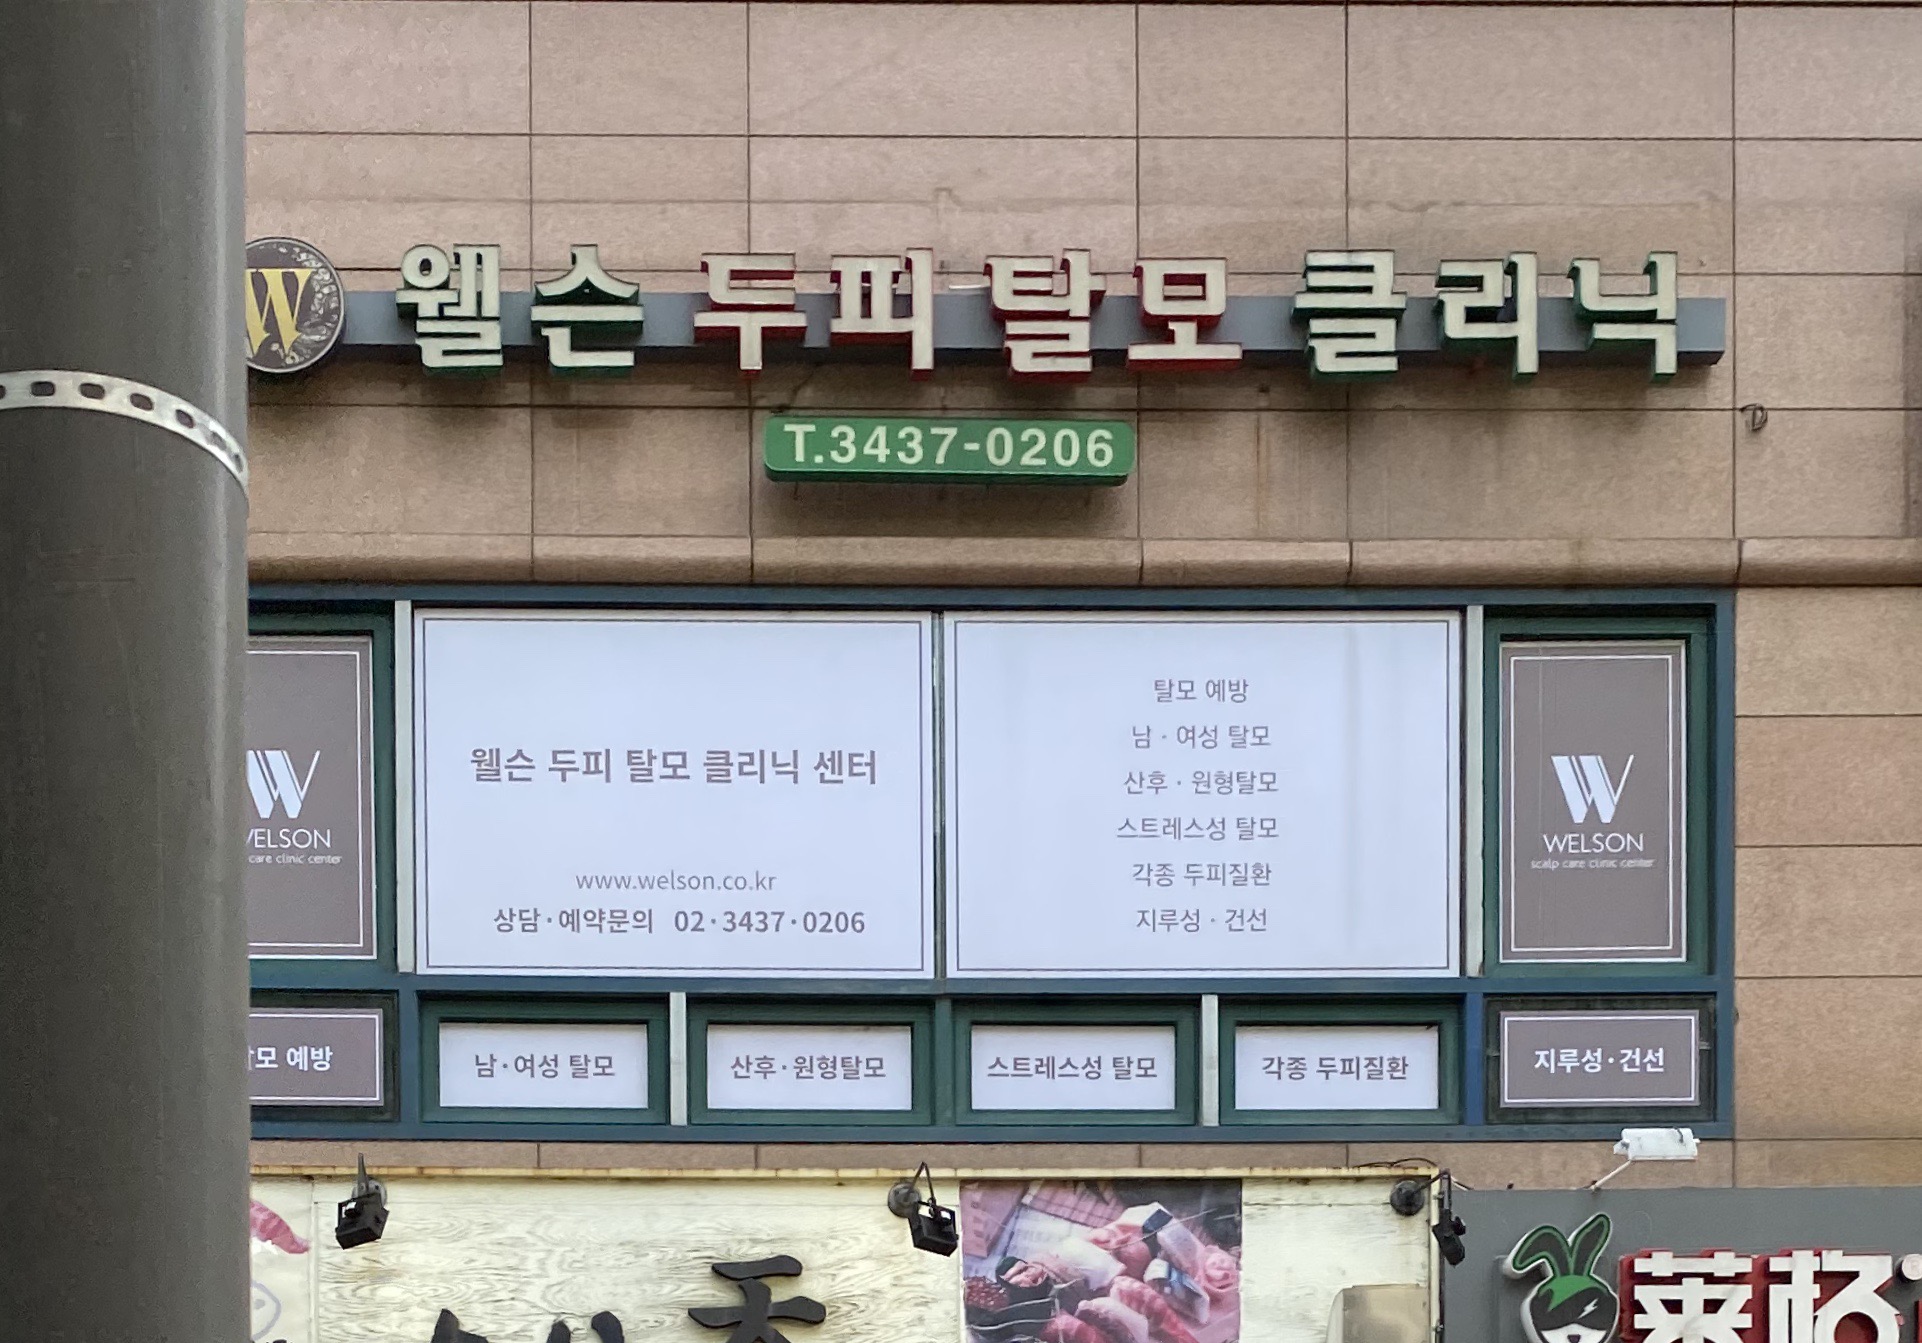 W 웰슨 두피 탈모 클리닉
T.3437-0206
WELSON
care clinic center
웰슨 두피 탈모 클리닉 센터
www.welson.co.kr
상담·예약문의 02·3437·0206
탈모 예방
남·여성 탈모
산후·원형탈모
스트레스성 탈모
각종 두피질환
지루성·건선
W
WELSON
scalp care clinic center
모 예방
남·여성 탈모
산후·원형탈모
스트레스성 탈모
각종 두피질환
지루성·건선
莱格